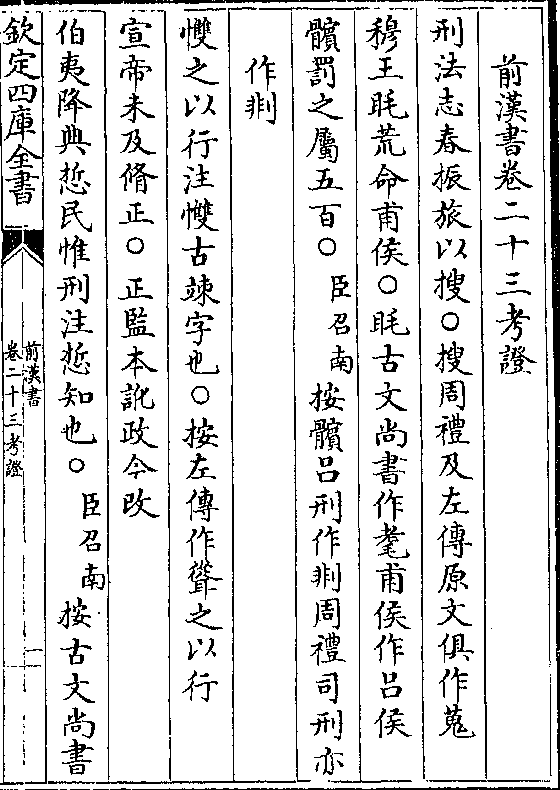 前漢書卷二十三考證
刑法志春振旅以搜○搜周禮及左傳原文俱作蒐
穆王眊荒命甫侯○眊古文尚書作耄甫侯作呂侯
髕罰之屬五百○臣召南按髕呂刑作剕周禮司刑亦
作剕
㦼之以行注㦼古竦字也○按左傳作聳之以行
宣帝未及脩正○正監本訛政今改
伯夷降典悊民惟刑注悊知也○臣召南按古文尚書
欽定四庫全書
前漢書
卷二十三考證
一